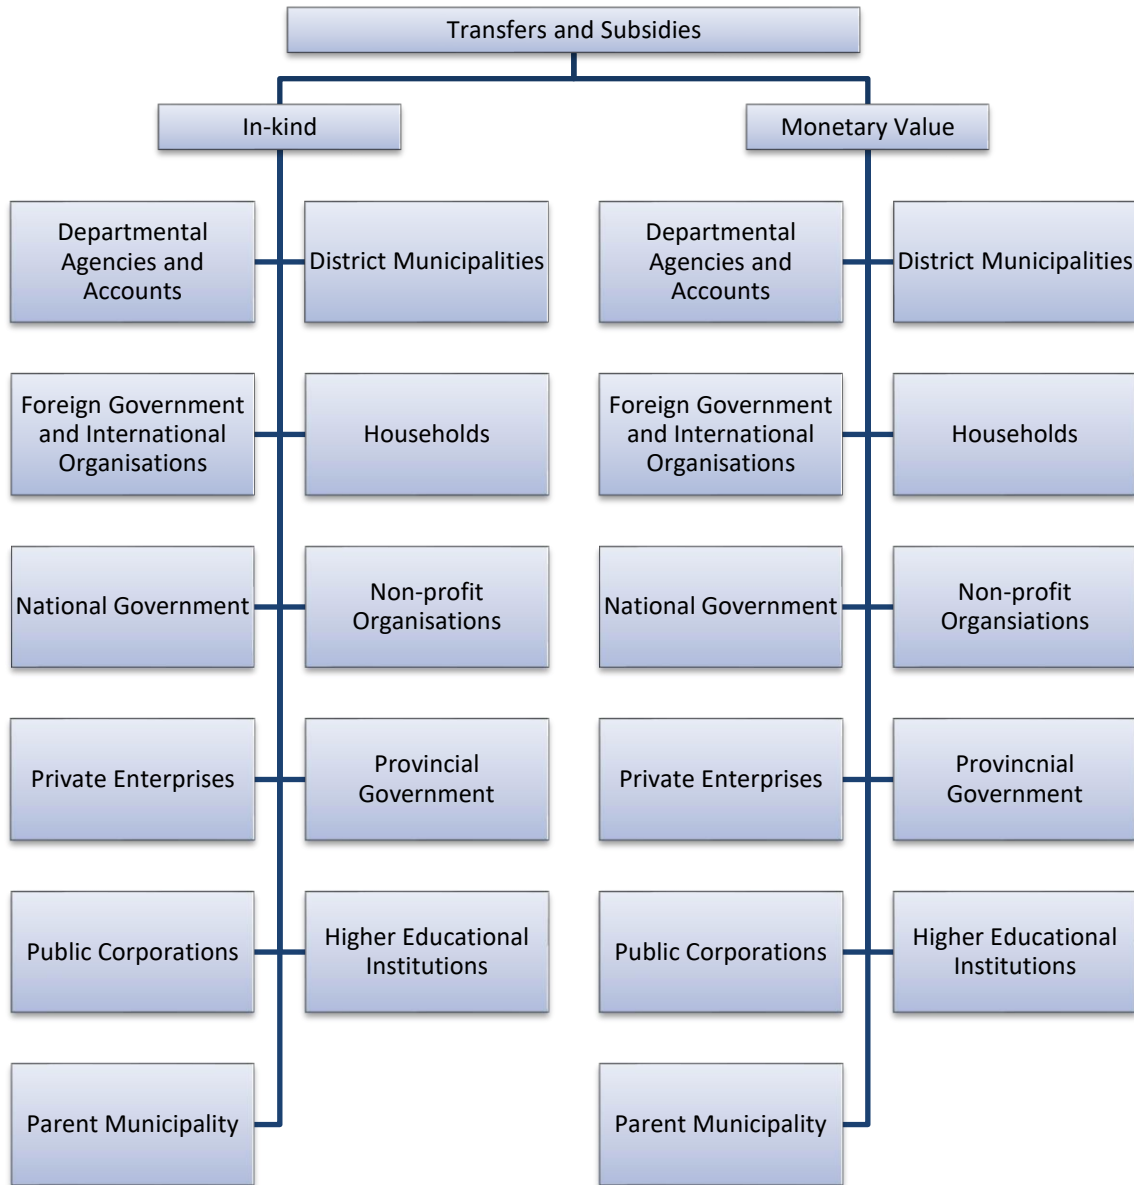 Transfers and Subsidies
In-kind
Monetary Value
Departmental
Agencies and
Accounts
District Municipalities
Departmental
Agencies and
Accounts
District Municipalities
Foreign Government
and International
Organisations
Households
Foreign Government
and International
Organisations
Households
National Government
Non-profit
Organisations
National Government
Non-profit
Organsiations
Private Enterprises
Provincial
Government
Private Enterprises
Provincnial
Government
Public Corporations
Higher Educational
Institutions
Public Corporations
Higher Educational
Institutions
Parent Municipality
Parent Municipality